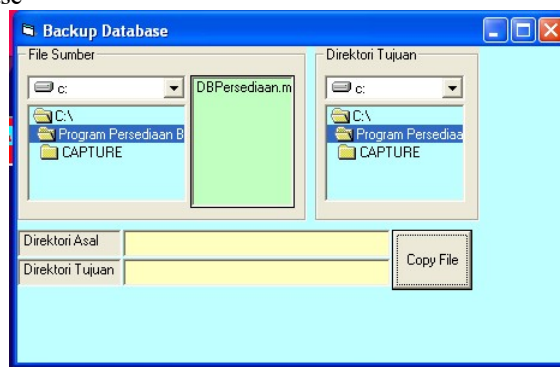 Backup Database
File Sumber
c:
DBPersediaan.m
C:\
Program Persediaan B
CAPTURE
Direktori Tujuan
c:
C:\
Program Persediaa
CAPTURE
Direktori Asal
Direktori Tujuan
Copy File